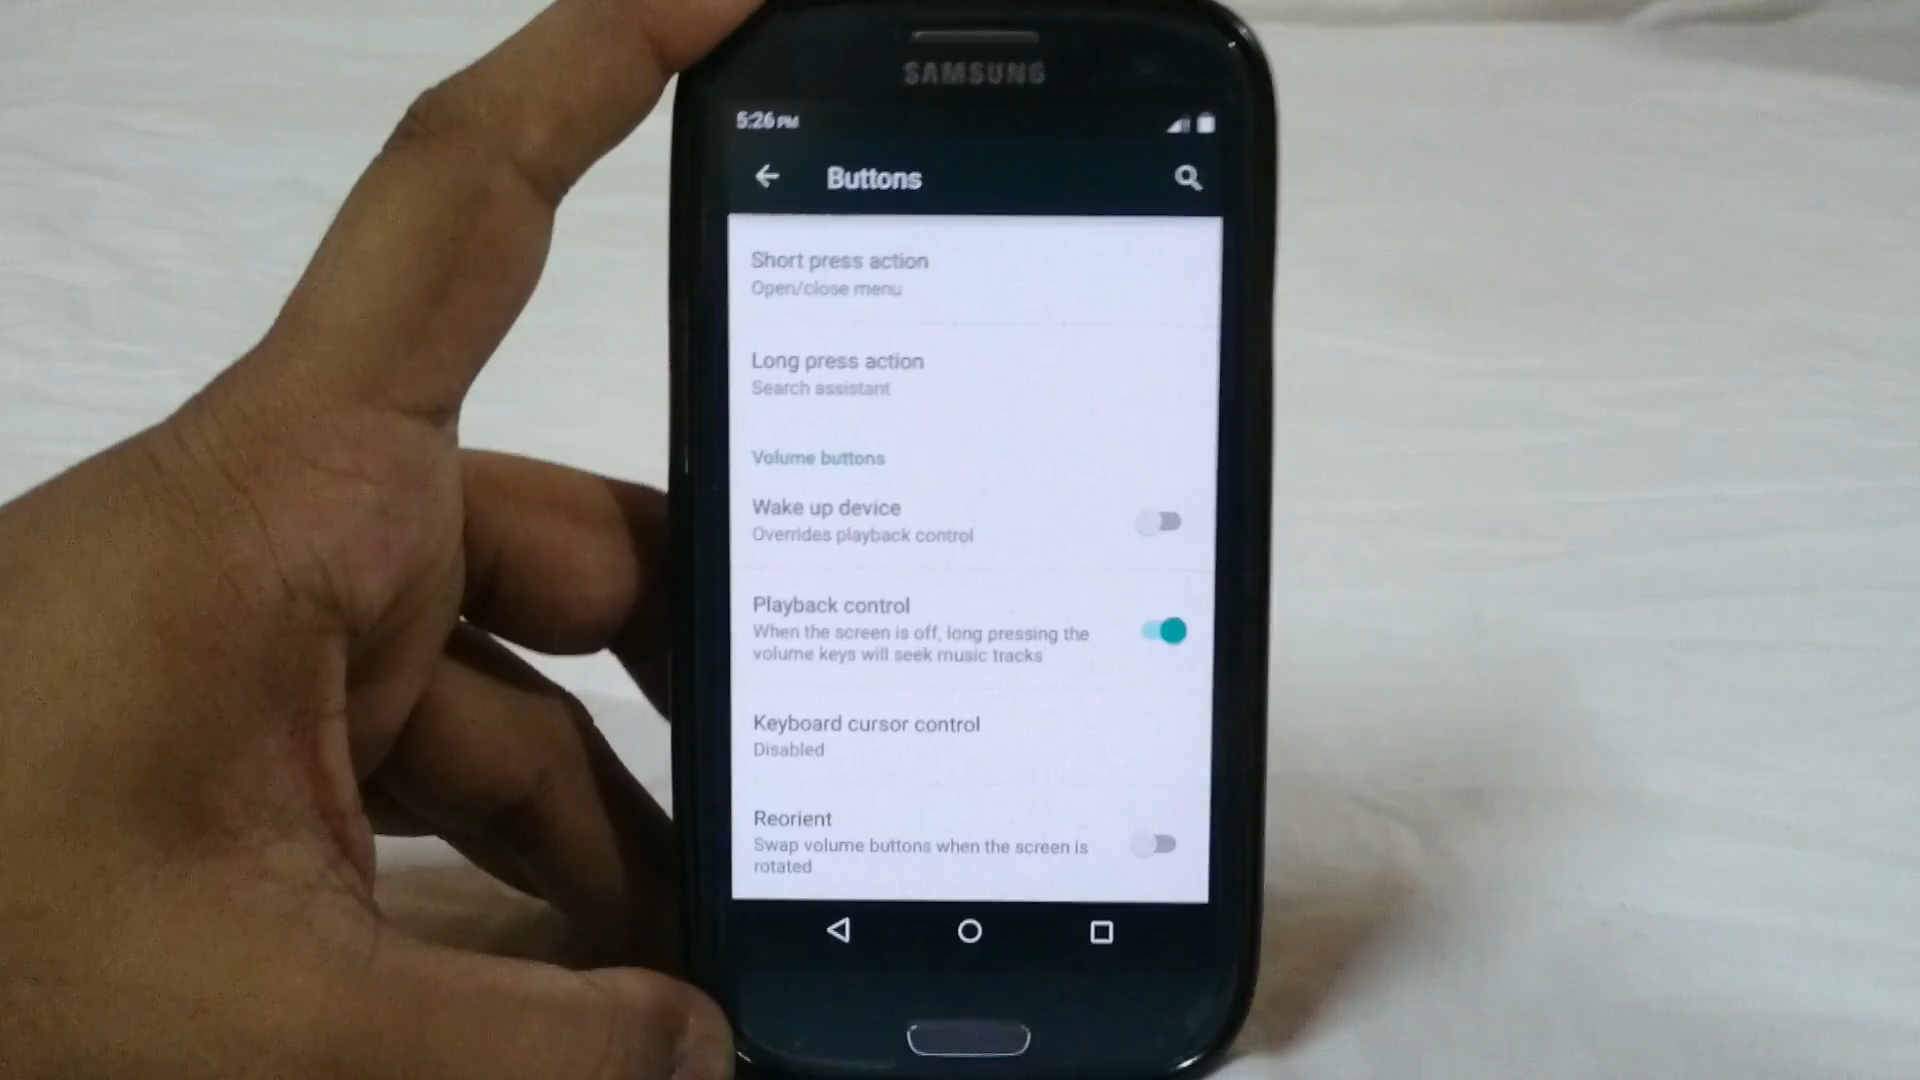 SAMSUNG
5:26 PM
Buttons
Short press action
Open/close menu
Long press action
Search assistant
Volume buttons
Wake up device
Overrides playback control
Playback control
When the screen is off, long pressing the
volume keys will seek music tracks
Keyboard cursor control
Disabled
Reorient
Swap volume buttons when the screen is
rotated